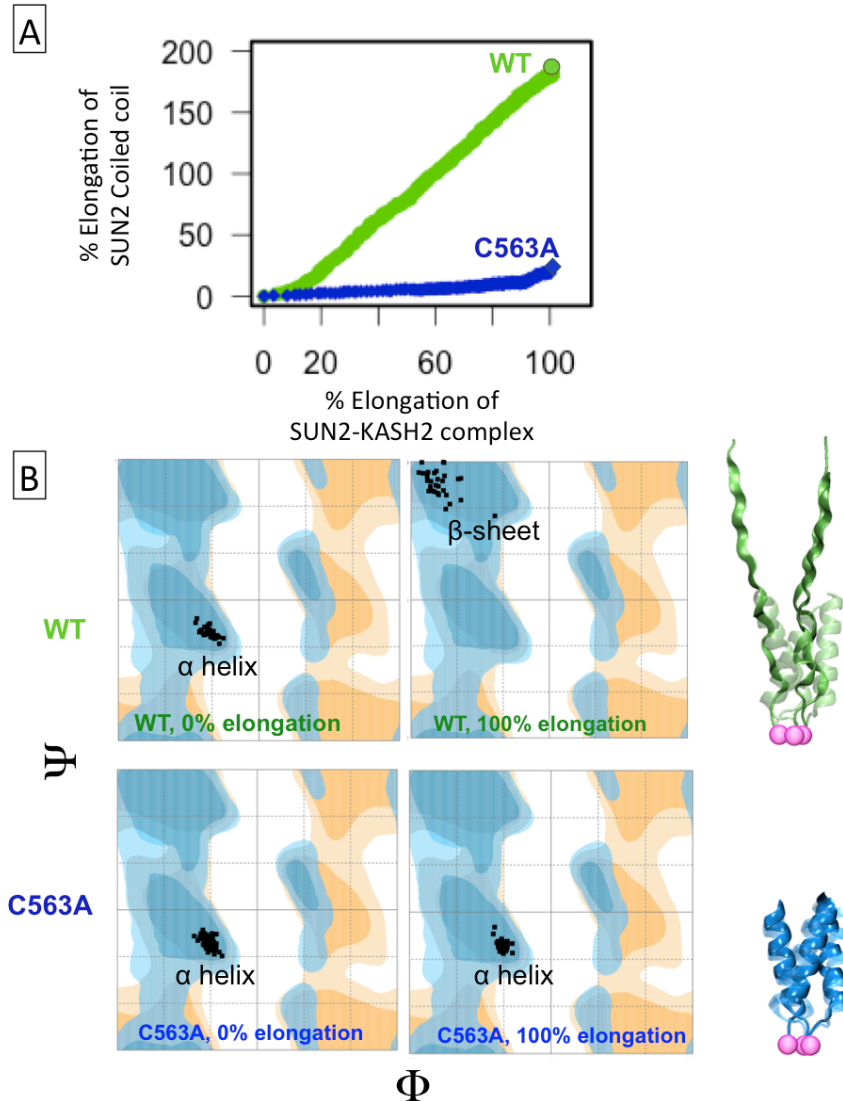 A
% Elongation of
SUN2 Coiled coil
200
150
100
50
0
WT
C563A
0 20 60 100
% Elongation of
SUN2-KASH2 complex
B
WT
α helix
WT, 0% elongation
β-sheet
WT, 100% elongation
Ψ
C563A
α helix
C563A, 0% elongation
α helix
C563A, 100% elongation
Φ